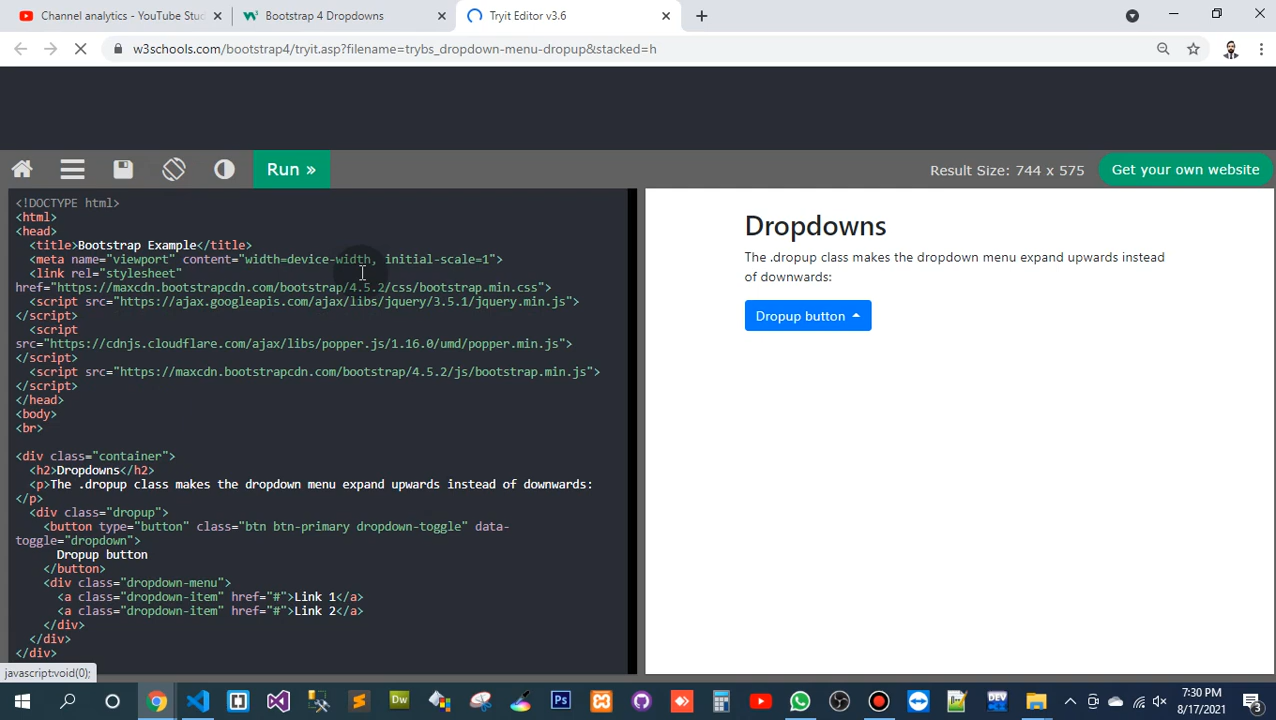 Channel analytics - YouTube Stud
Bootstrap 4 Dropdowns
Tryit Editor v3.6
w3schools.com/bootstrap4/tryit.asp?filename=trybs_dropdown-menu-dropup&stacked=h
Run »
Result Size: 744 x 575
Get your own website
<!DOCTYPE html>
<html>
<head>
<title>Bootstrap Example</title>
<meta name="viewport" content="width=device-width, initial-scale=1">
<link rel="stylesheet"
href="https://maxcdn.bootstrapcdn.com/bootstrap/4.5.2/css/bootstrap.min.css">
<script src="https://ajax.googleapis.com/ajax/libs/jquery/3.5.1/jquery.min.js">
</script>
<script
src="https://cdnjs.cloudflare.com/ajax/libs/popper.js/1.16.0/umd/popper.min.js">
</script>
<script src="https://maxcdn.bootstrapcdn.com/bootstrap/4.5.2/js/bootstrap.min.js">
</script>
</head>
<body>
<br>
<div class="container">
<h2>Dropdowns</h2>
<p>The .dropup class makes the dropdown menu expand upwards instead of downwards:
</p>
<div class="dropup">
<button type="button" class="btn btn-primary dropdown-toggle" data-
toggle="dropdown">
Dropup button
</button>
<div class="dropdown-menu">
<a class="dropdown-item" href="#">Link 1</a>
<a class="dropdown-item" href="#">Link 2</a>
</div>
</div>
</div>
Dropdowns
The .dropup class makes the dropdown menu expand upwards instead
of downwards:
Dropup button
javascript:void(0);
7:30 PM
8/17/2021
3